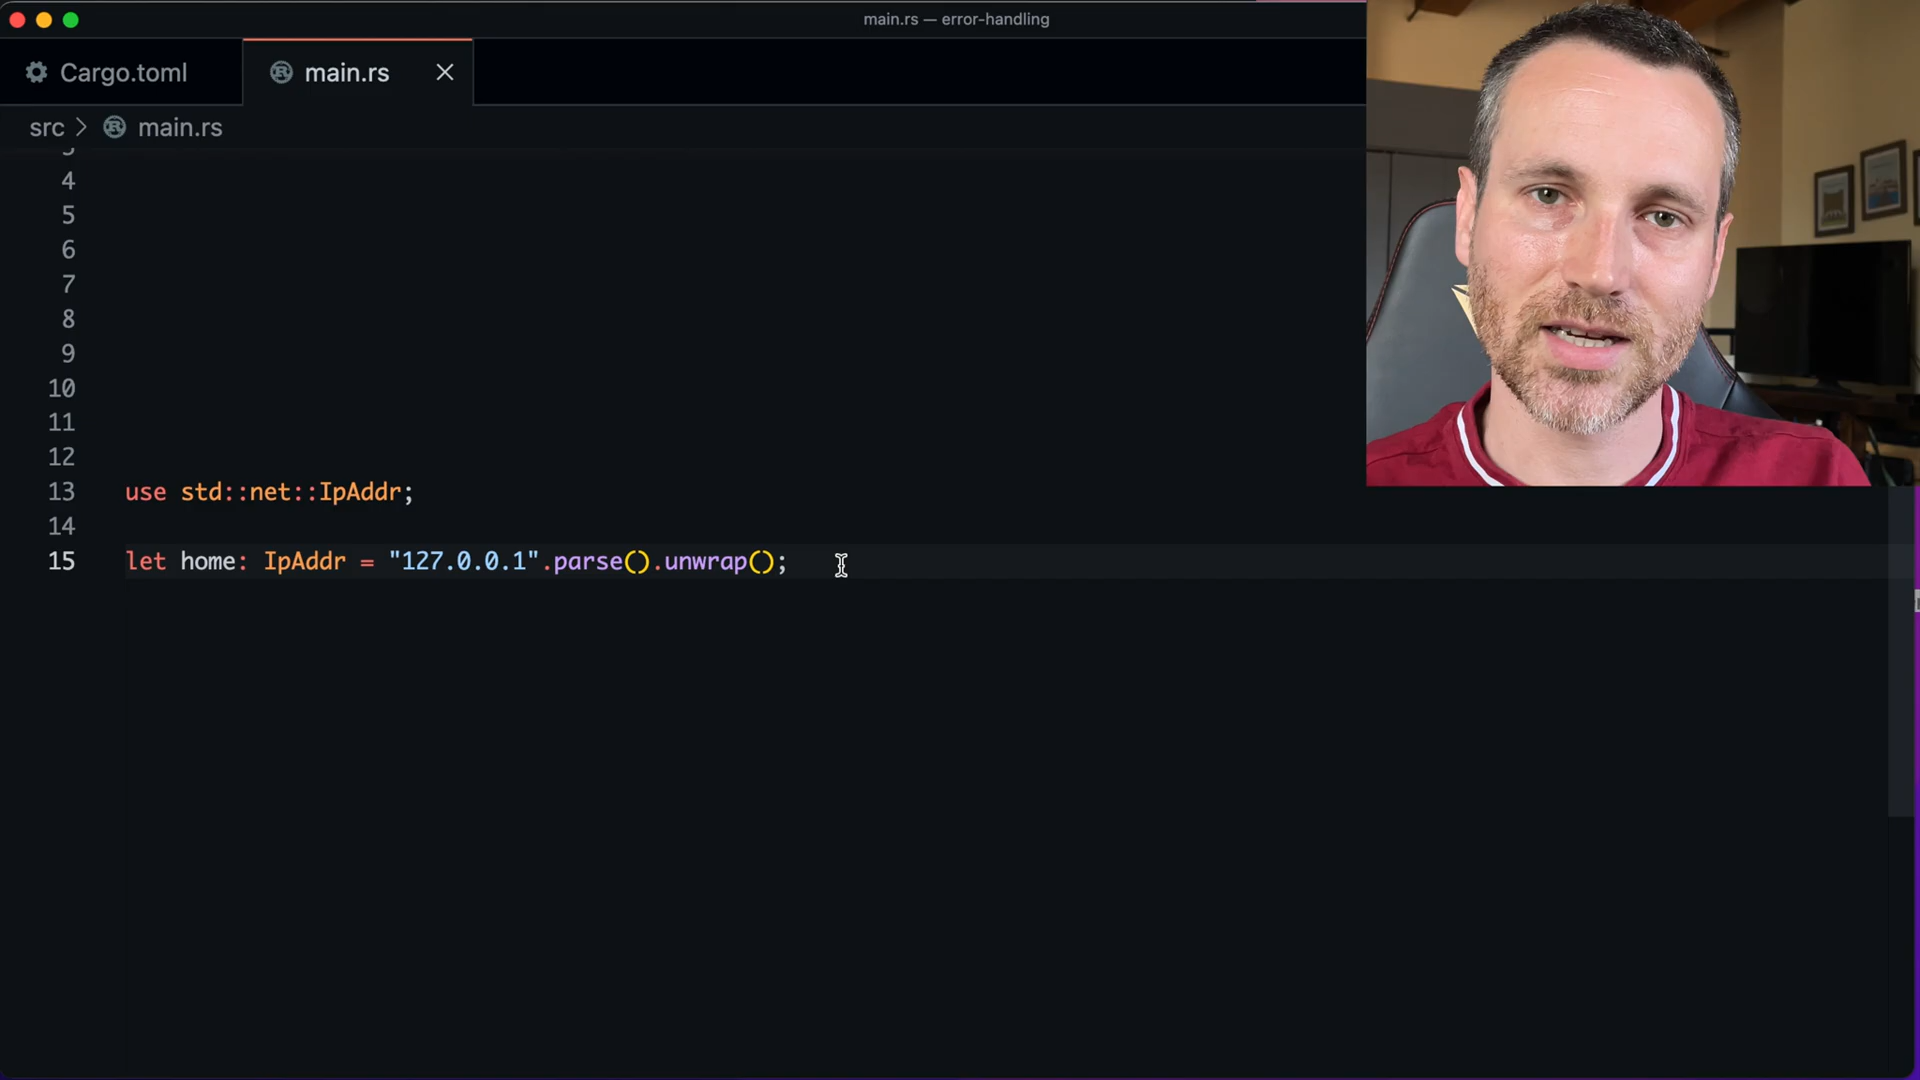 main.rs — error-handling
Cargo.toml
main.rs
src > main.rs
4
5
6
7
8
9
10
11
12
13 use std::net::IpAddr;
14
15 let home: IpAddr = "127.0.0.1".parse().unwrap();